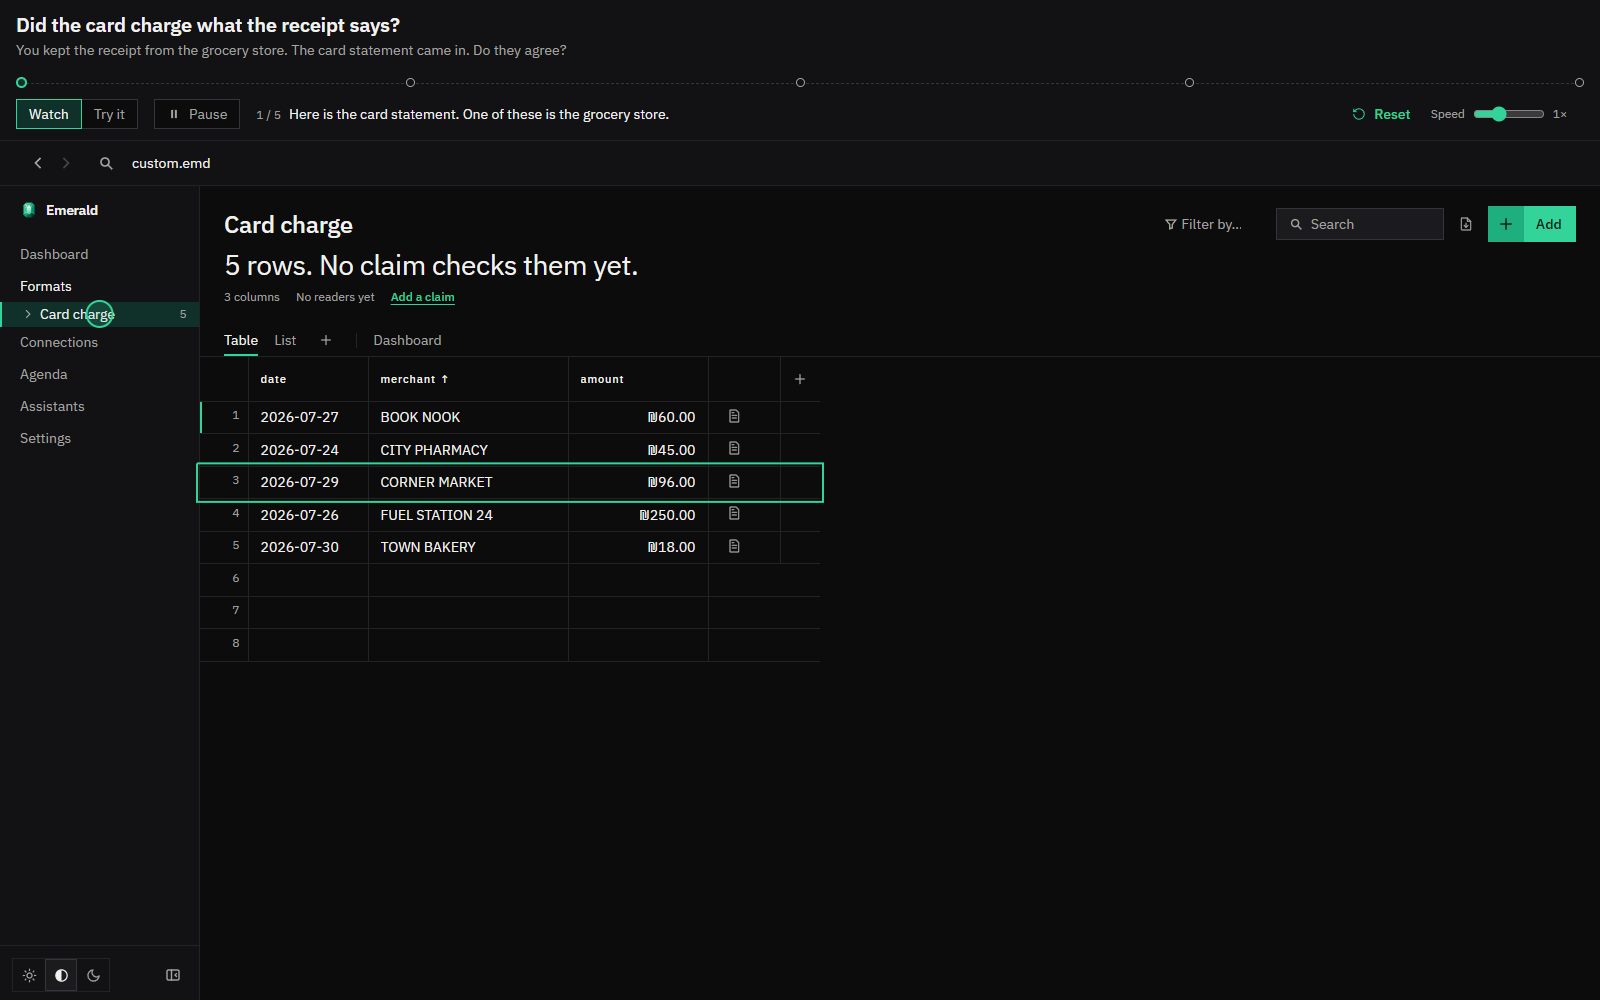 Did the card charge what the receipt says?
You kept the receipt from the grocery store. The card statement came in. Do they agree?
Watch Try it Pause 1 / 5 Here is the card statement. One of these is the grocery store. Reset Speed 1×
custom.emd
Emerald
Dashboard
Formats
Card charge 5
Connections
Agenda
Assistants
Settings
Card charge
Filter by... Search Add
5 rows. No claim checks them yet.
3 columns No readers yet Add a claim
Table List + Dashboard
date merchant ↑ amount +
1 2026-07-27 BOOK NOOK ₪60.00
2 2026-07-24 CITY PHARMACY ₪45.00
3 2026-07-29 CORNER MARKET ₪96.00
4 2026-07-26 FUEL STATION 24 ₪250.00
5 2026-07-30 TOWN BAKERY ₪18.00
6
7
8